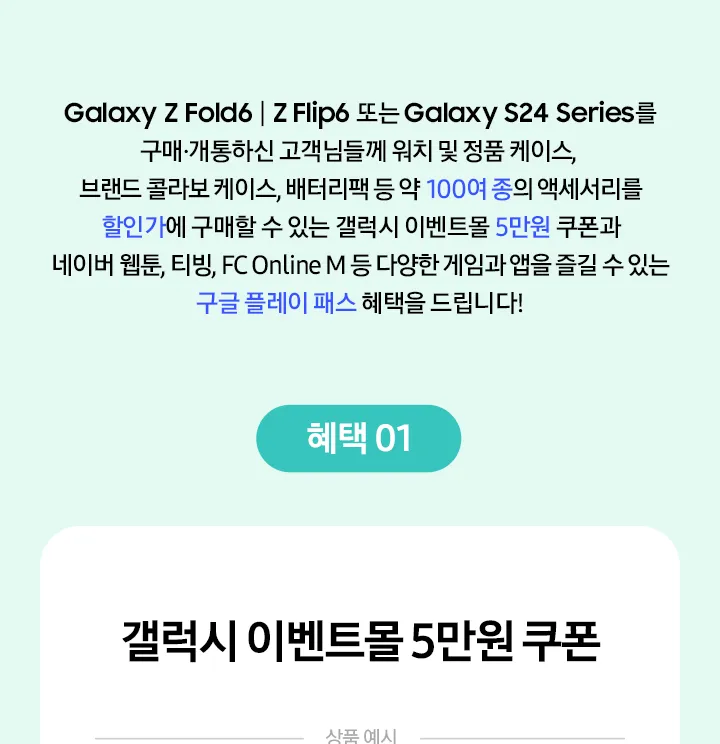 Galaxy Z Fold6 | Z Flip6 또는 Galaxy S24 Series를
구매·개통하신 고객님들께 워치 및 정품 케이스,
브랜드 콜라보 케이스, 배터리팩 등 약 100여 종의 액세서리를
할인가에 구매할 수 있는 갤럭시 이벤트몰 5만원 쿠폰과
네이버 웹툰, 티빙, FC Online M 등 다양한 게임과 앱을 즐길 수 있는
구글 플레이 패스 혜택을 드립니다!
혜택 01
갤럭시 이벤트몰 5만원 쿠폰
상품 예시